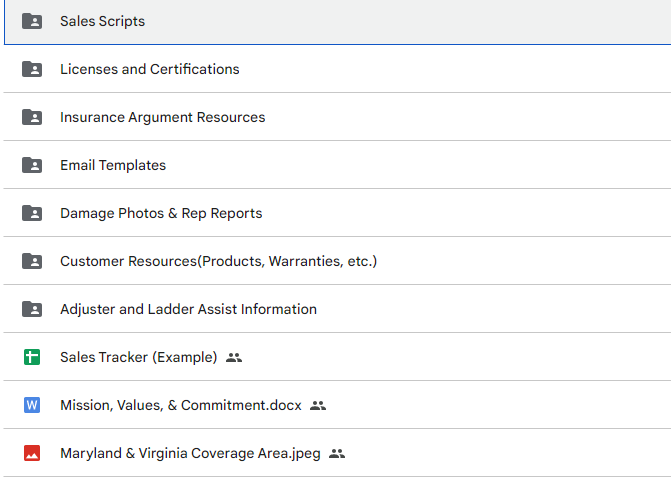 Sales Scripts
Licenses and Certifications
Insurance Argument Resources
Email Templates
Damage Photos & Rep Reports
Customer Resources(Products, Warranties, etc.)
Adjuster and Ladder Assist Information
Sales Tracker (Example)
W Mission, Values, & Commitment.docx
Maryland & Virginia Coverage Area.jpeg